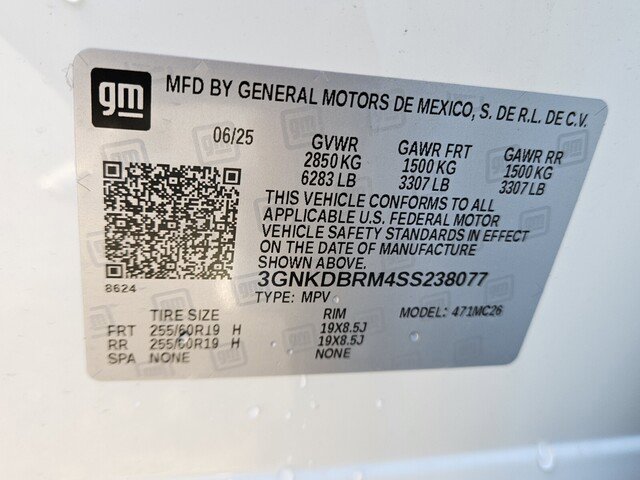 gm
MFD BY GENERAL MOTORS DE MEXICO, S. DE R.L. DE C.V.
06/25 GVWR GAWR FRT GAWR RR
2850 KG 1500 KG 1500 KG
6283 LB 3307 LB 3307 LB
THIS VEHICLE CONFORMS TO ALL
APPLICABLE U.S. FEDERAL MOTOR
VEHICLE SAFETY STANDARDS IN EFFECT
ON THE DATE OF MANUFACTURE
SHOWN ABOVE.
8624
3GNKDBRM4SS238077
TYPE: MPV MODEL: 471MC26
TIRE SIZE RIM
FRT 255/60R19 H 19X8.5J
RR 255/60R19 H 19X8.5J
SPA NONE NONE